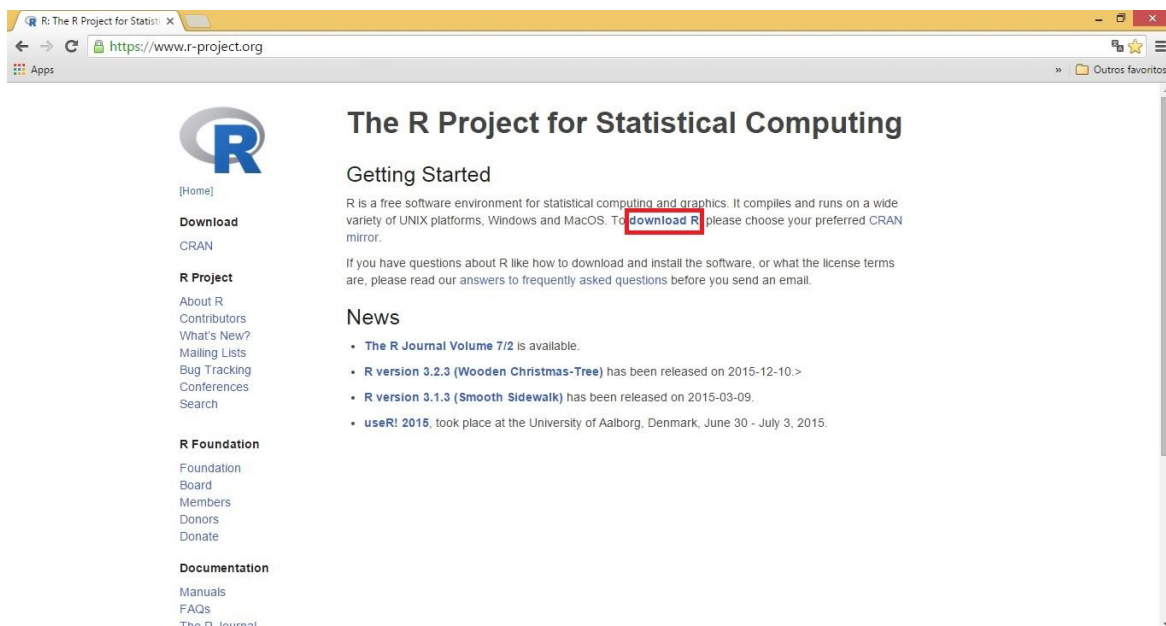 R: The R Project for Statisti
https://www.r-project.org
Apps
» Outros favoritos
R
[Home]
Download
CRAN
R Project
About R
Contributors
What's New?
Mailing Lists
Bug Tracking
Conferences
Search
R Foundation
Foundation
Board
Members
Donors
Donate
Documentation
Manuals
FAQs
The R Journal
The R Project for Statistical Computing
Getting Started
R is a free software environment for statistical computing and graphics. It compiles and runs on a wide
variety of UNIX platforms, Windows and MacOS. To download R, please choose your preferred CRAN
mirror.
If you have questions about R like how to download and install the software, or what the license terms
are, please read our answers to frequently asked questions before you send an email.
News
• The R Journal Volume 7/2 is available.
• R version 3.2.3 (Wooden Christmas-Tree) has been released on 2015-12-10.>
• R version 3.1.3 (Smooth Sidewalk) has been released on 2015-03-09.
• useR! 2015, took place at the University of Aalborg, Denmark, June 30 - July 3, 2015.